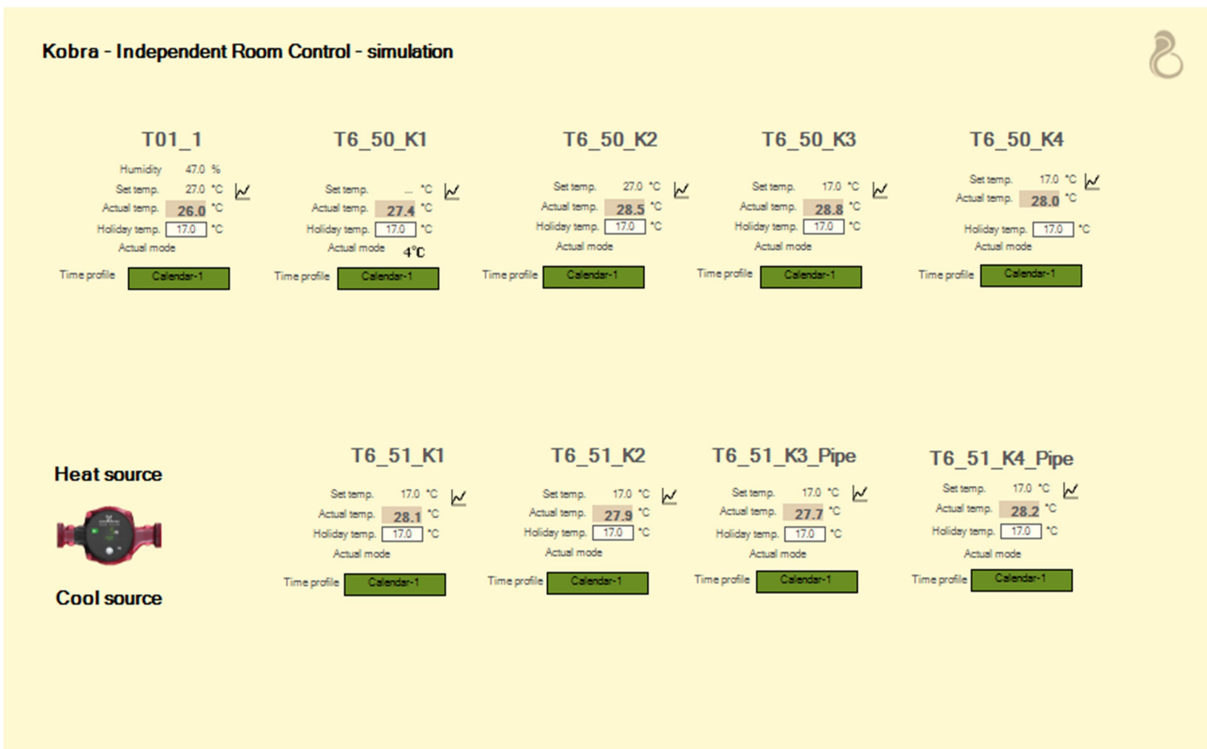 Kobra - Independent Room Control - simulation
T01_1
Humidity 47.0 %
Set temp. 27.0 °C
Actual temp. 26.0 °C
Holiday temp. 17.0 °C
Actual mode
Time profile Calendar-1
T6_50_K1
Set temp. ... °C
Actual temp. 27.4 °C
Holiday temp. 17.0 °C
Actual mode 4°C
Time profile Calendar-1
T6_50_K2
Set temp. 27.0 °C
Actual temp. 28.5 °C
Holiday temp. 17.0 °C
Actual mode
Time profile Calendar-1
T6_50_K3
Set temp. 17.0 °C
Actual temp. 28.8 °C
Holiday temp. 17.0 °C
Actual mode
Time profile Calendar-1
T6_50_K4
Set temp. 17.0 °C
Actual temp. 28.0 °C
Holiday temp. 17.0 °C
Actual mode
Time profile Calendar-1
Heat source
Cool source
T6_51_K1
Set temp. 17.0 °C
Actual temp. 28.1 °C
Holiday temp. 17.0 °C
Actual mode
Time profile Calendar-1
T6_51_K2
Set temp. 17.0 °C
Actual temp. 27.9 °C
Holiday temp. 17.0 °C
Actual mode
Time profile Calendar-1
T6_51_K3_Pipe
Set temp. 17.0 °C
Actual temp. 27.7 °C
Holiday temp. 17.0 °C
Actual mode
Time profile Calendar-1
T6_51_K4_Pipe
Set temp. 17.0 °C
Actual temp. 28.2 °C
Holiday temp. 17.0 °C
Actual mode
Time profile Calendar-1